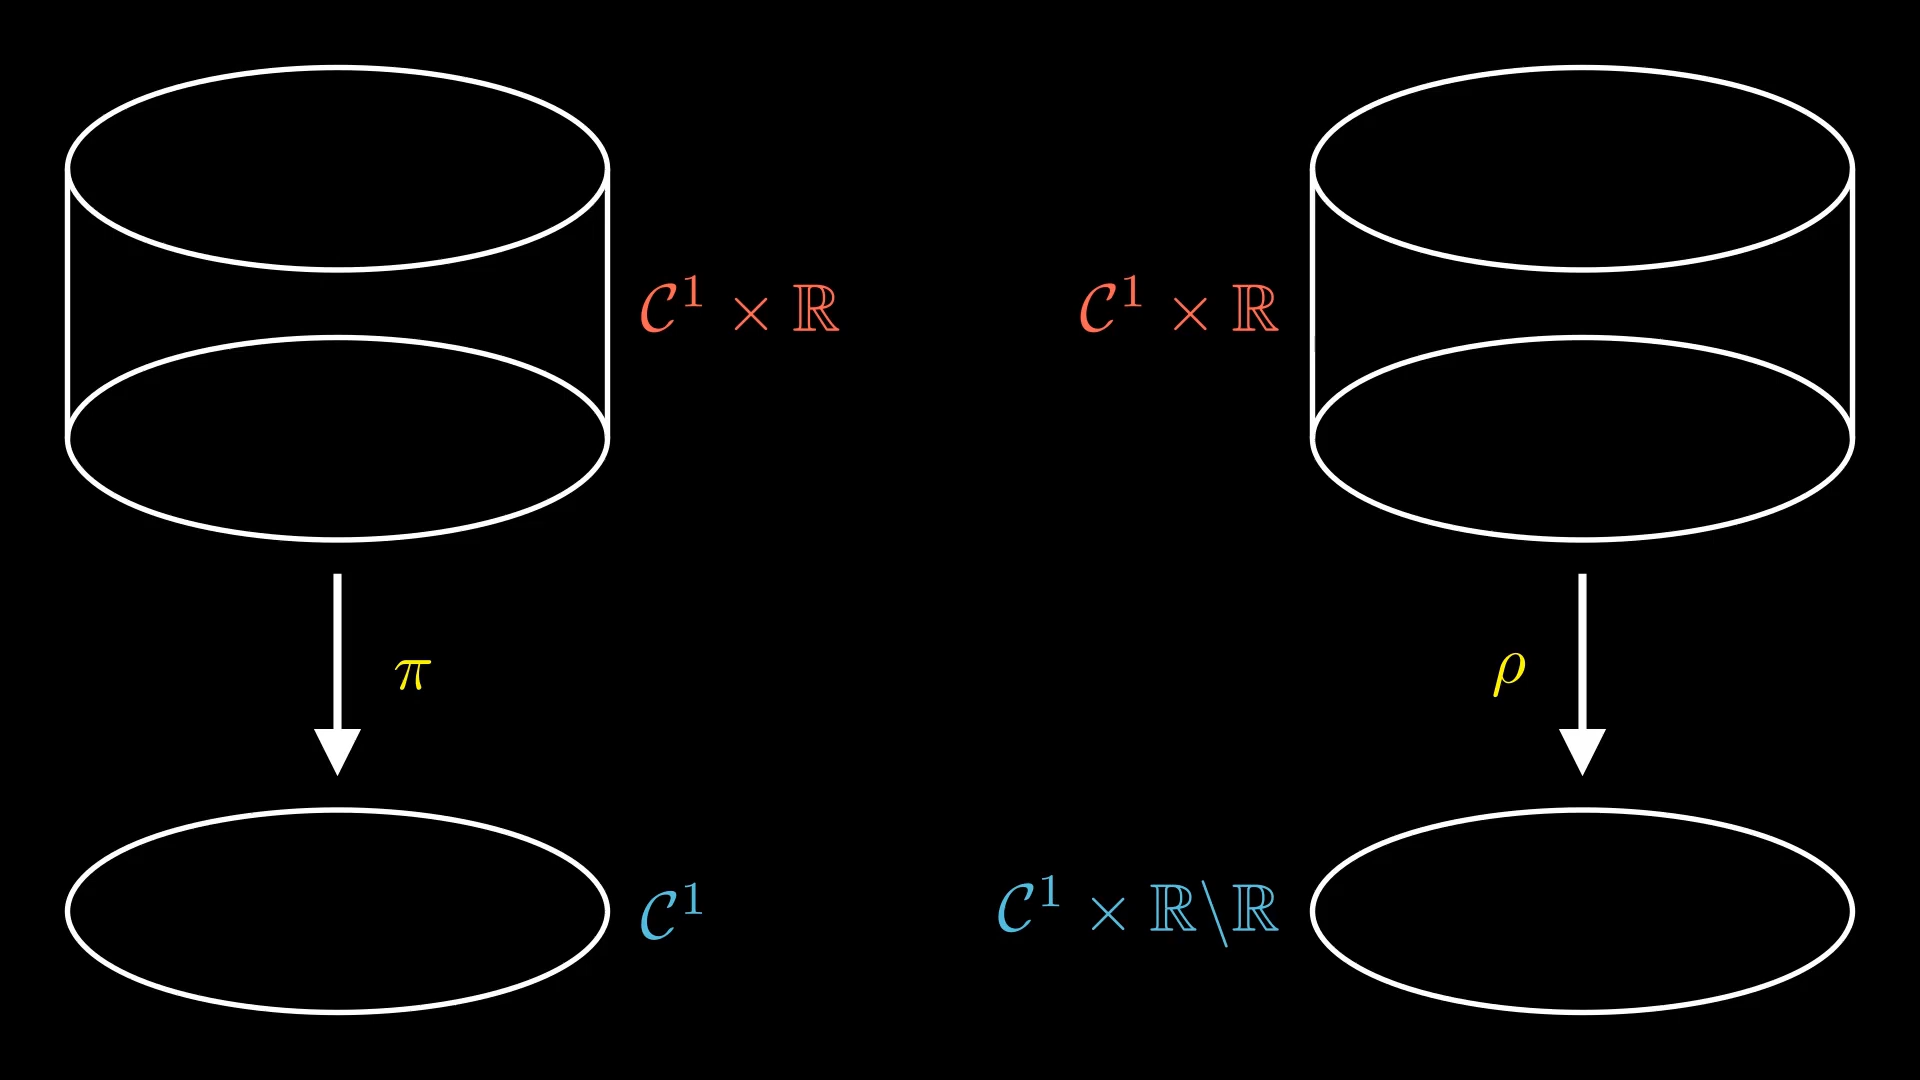 𝒞¹ × ℝ
𝒞¹ × ℝ
π
ρ
𝒞¹
𝒞¹ × ℝ\ℝ